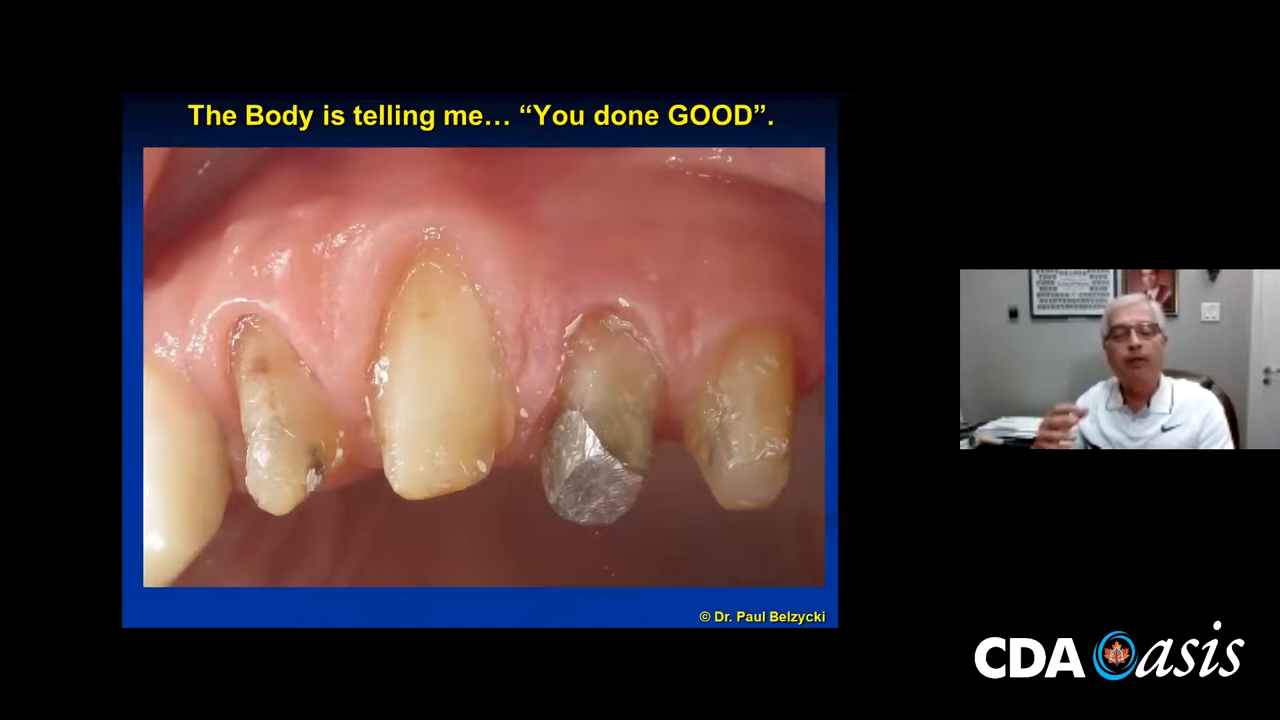 The Body is telling me... “You done GOOD”.
© Dr. Paul Belzycki
CDA Oasis